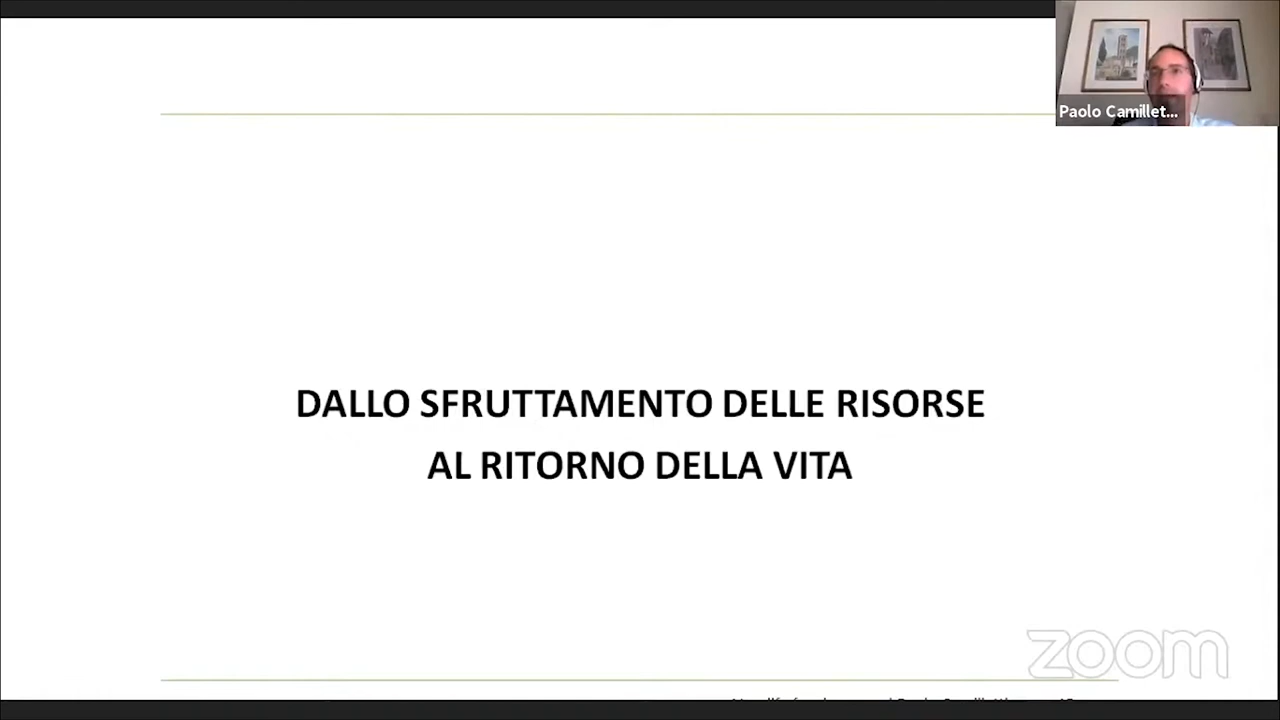 Paolo Camillet...
DALLO SFRUTTAMENTO DELLE RISORSE
AL RITORNO DELLA VITA
zoom